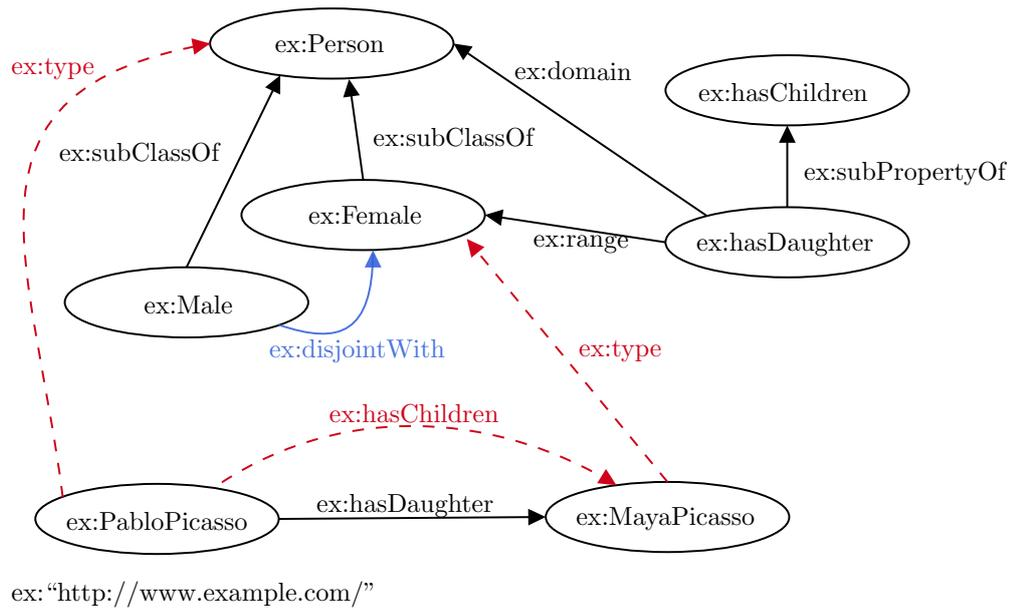 ex:Person
ex:type
ex:domain
ex:hasChildren
ex:subClassOf
ex:subClassOf
ex:subPropertyOf
ex:Female
ex:range
ex:hasDaughter
ex:Male
ex:disjointWith
ex:type
ex:hasChildren
ex:hasDaughter
ex:PabloPicasso
ex:MayaPicasso
ex:“http://www.example.com/”